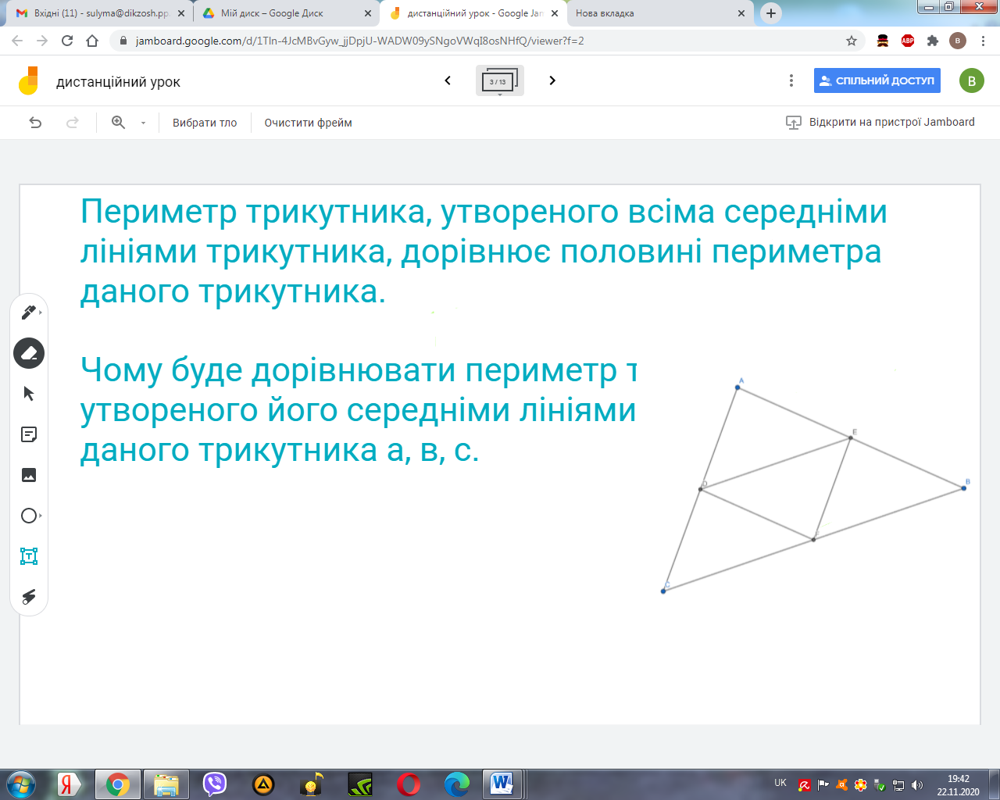 Вхідні (11) - sulyma@dikzosh.pp.
Мій диск – Google Диск
дистанційний урок - Google Jam
Нова вкладка
jamboard.google.com/d/1Tln-4JcMBvGyw_jjDpjU-WADW09ySNgoVWqI8osNHfQ/viewer?f=2
ABP
B
дистанційний урок
3 / 13
СПІЛЬНИЙ ДОСТУП
B
Вибрати тло
Очистити фрейм
Відкрити на пристрої Jamboard
Периметр трикутника, утвореного всіма середніми
лініями трикутника, дорівнює половині периметра
даного трикутника.
Чому буде дорівнювати периметр т
утвореного його середніми лініями
даного трикутника а, в, с.
A
E
B
D
F
C
UK
19:42
22.11.2020